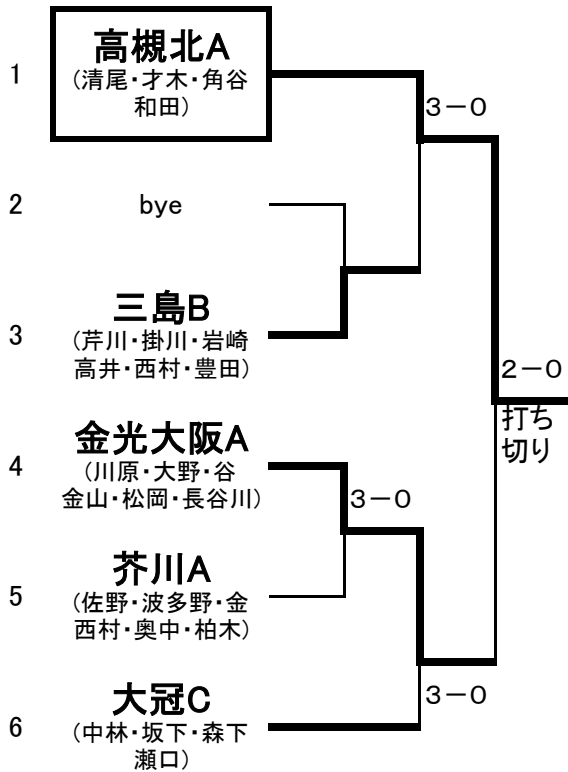 1
高槻北A
(清尾・才木・角谷
和田)
3－0
2
bye
三島B
3
(芹川・掛川・岩崎
高井・西村・豊田)
2－0
打ち
切り
金光大阪A
4
(川原・大野・谷
金山・松岡・長谷川)
3－0
芥川A
5
(佐野・波多野・金
西村・奥中・柏木)
大冠C
3－0
6
(中林・坂下・森下
瀬口)